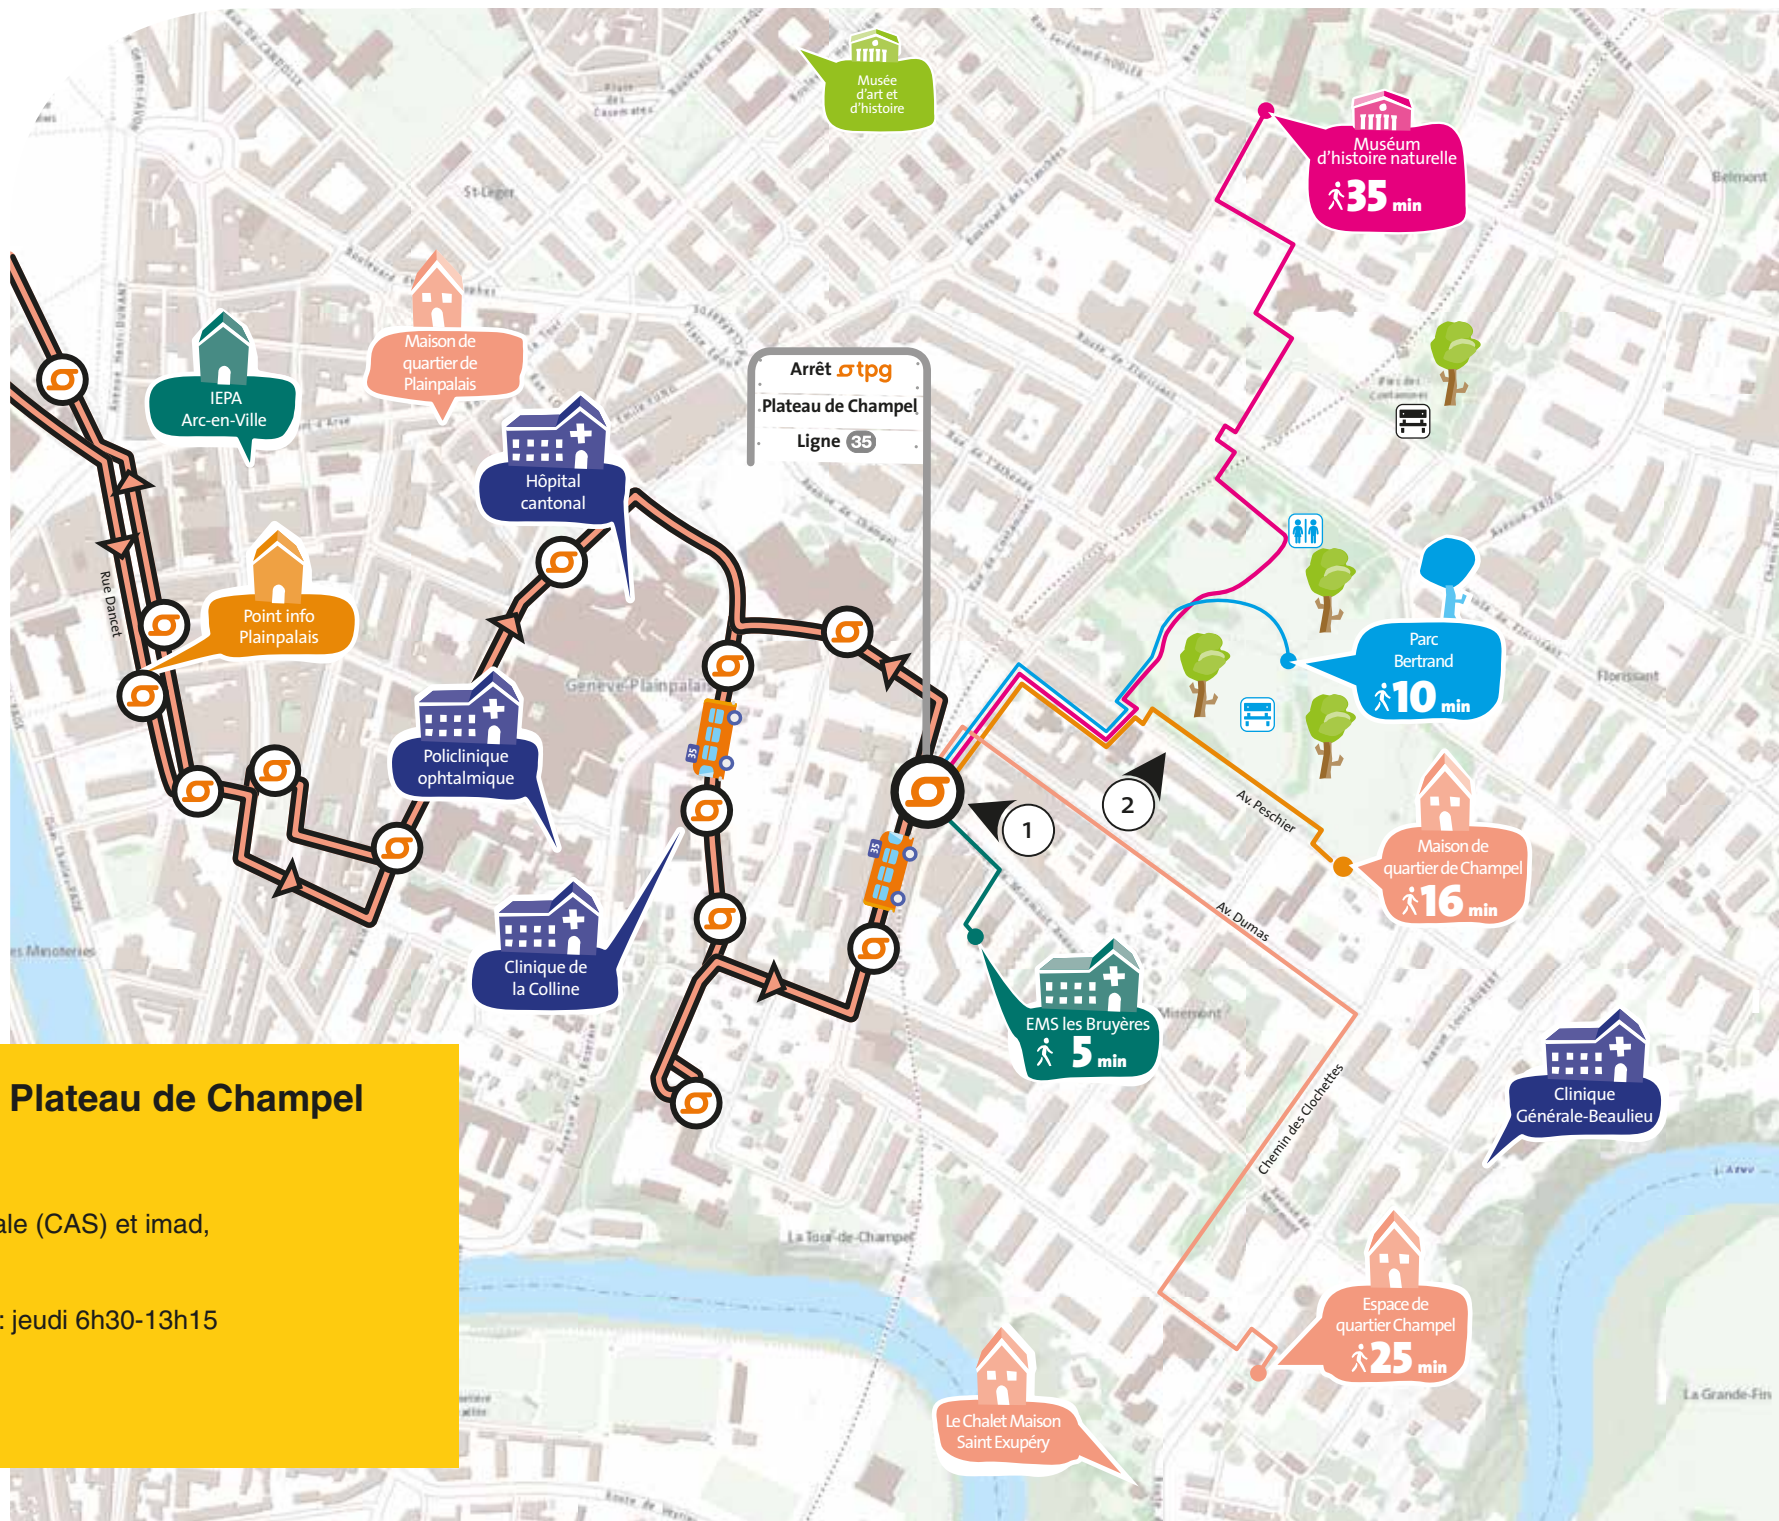 Musée
d'art et
d'histoire
Muséum
d'histoire naturelle
35 min
Belmont
St-Leger
Maison de
quartier de
Plainpalais
IEPA
Arc-en-Ville
Arrêt tpg
Plateau de Champel
Ligne 35
Hôpital
cantonal
Rue Dancet
Point info
Plainpalais
Parc
Bertrand
10 min
Florissant
Genève-Plainpalais
Policlinique
ophtalmique
35
35
1
2
Av. Peschier
Maison de
quartier de Champel
16 min
Av. Dumas
Clinique de
la Colline
EMS les Bruyères
5 min
Miremont
Clinique
Générale-Beaulieu
Chemin des Clochettes
Plateau de Champel
ale (CAS) et imad,
: jeudi 6h30-13h15
La Tour-de-Champel
L'Arve
Espace de
quartier Champel
25 min
Le Chalet Maison
Saint Exupéry
La Grande-Fin